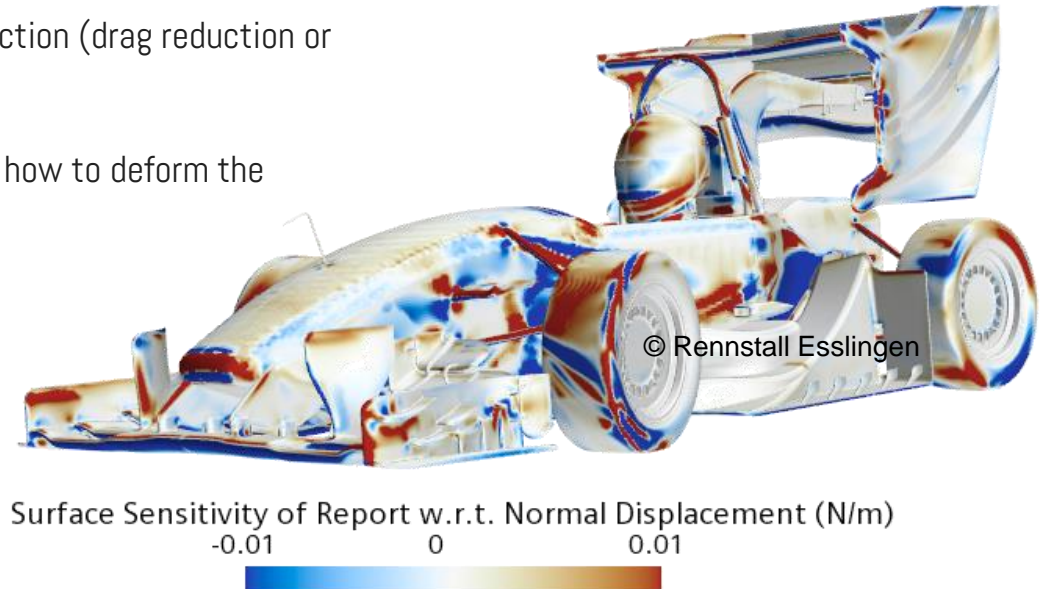 ction (drag reduction or
how to deform the
© Rennstall Esslingen
Surface Sensitivity of Report w.r.t. Normal Displacement (N/m)
-0.01 0 0.01